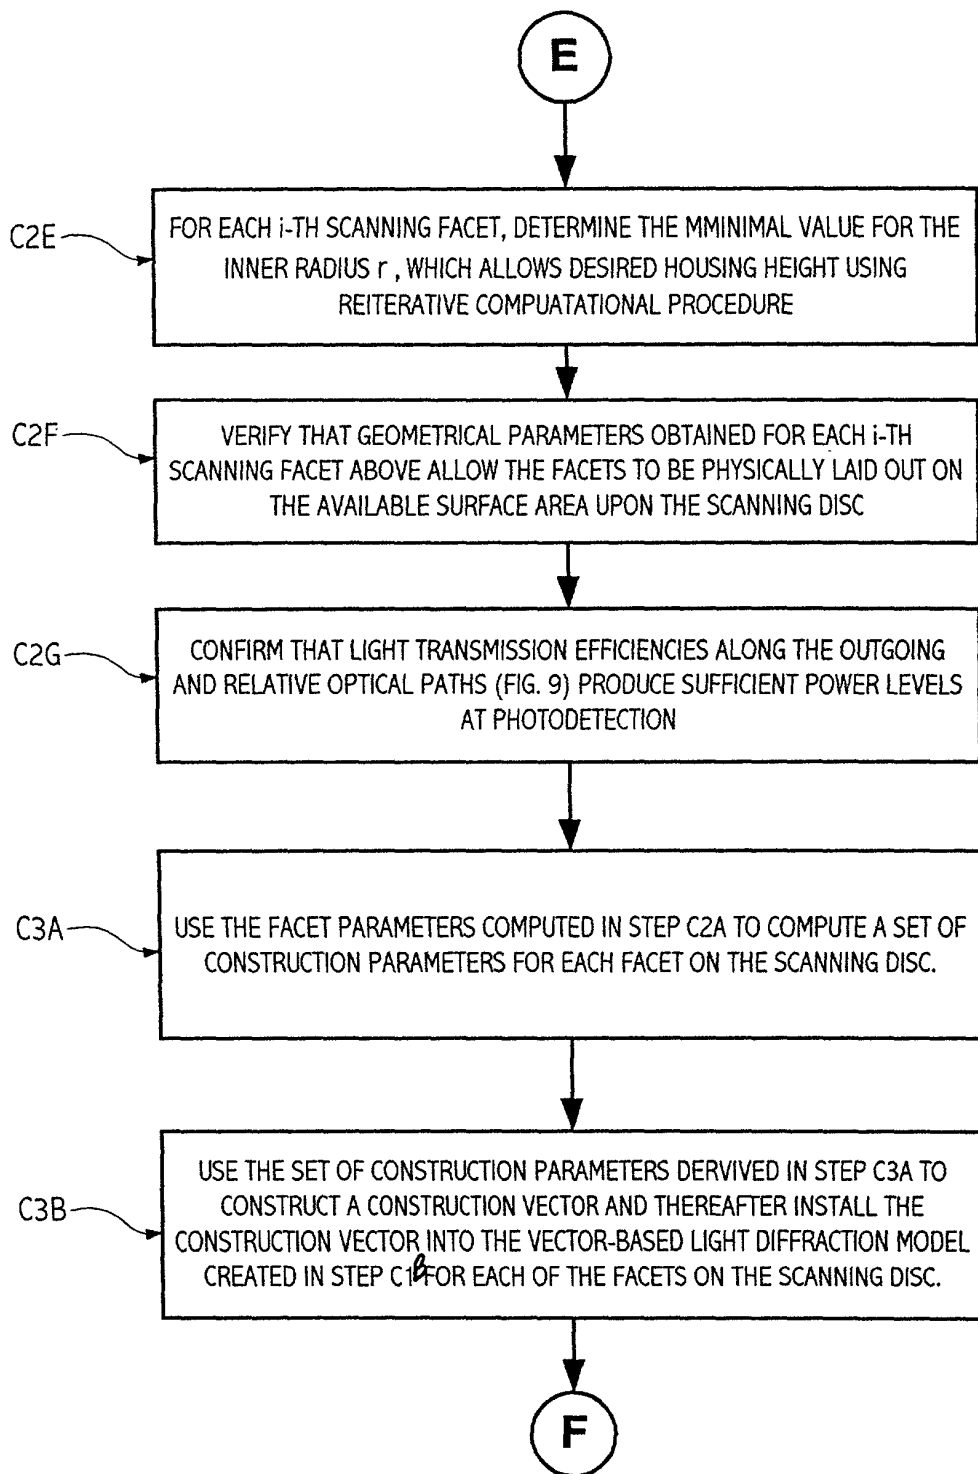 E
C2E
FOR EACH i-TH SCANNING FACET, DETERMINE THE MMINIMAL VALUE FOR THE
INNER RADIUS r , WHICH ALLOWS DESIRED HOUSING HEIGHT USING
REITERATIVE COMPUATATIONAL PROCEDURE
C2F
VERIFY THAT GEOMETRICAL PARAMETERS OBTAINED FOR EACH i-TH
SCANNING FACET ABOVE ALLOW THE FACETS TO BE PHYSICALLY LAID OUT ON
THE AVAILABLE SURFACE AREA UPON THE SCANNING DISC
C2G
CONFIRM THAT LIGHT TRANSMISSION EFFICIENCIES ALONG THE OUTGOING
AND RELATIVE OPTICAL PATHS (FIG. 9) PRODUCE SUFFICIENT POWER LEVELS
AT PHOTODETECTION
C3A
USE THE FACET PARAMETERS COMPUTED IN STEP C2A TO COMPUTE A SET OF
CONSTRUCTION PARAMETERS FOR EACH FACET ON THE SCANNING DISC.
C3B
USE THE SET OF CONSTRUCTION PARAMETERS DERVIVED IN STEP C3A TO
CONSTRUCT A CONSTRUCTION VECTOR AND THEREAFTER INSTALL THE
CONSTRUCTION VECTOR INTO THE VECTOR-BASED LIGHT DIFFRACTION MODEL
CREATED IN STEP C1B FOR EACH OF THE FACETS ON THE SCANNING DISC.
F